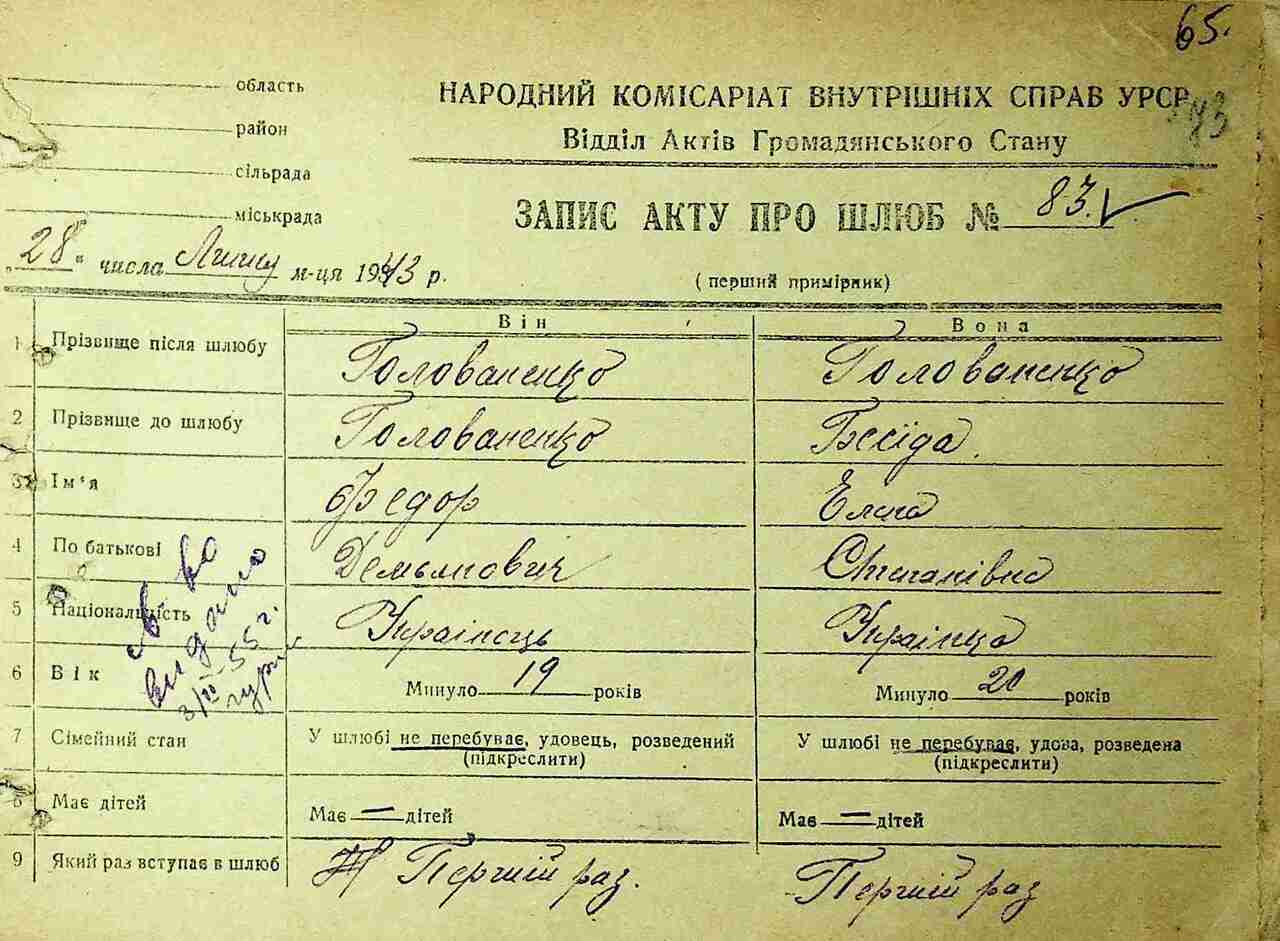 65.
73
область
район
сільрада
міськрада
НАРОДНИЙ КОМІСАРІАТ ВНУТРІШНІХ СПРАВ УРСР
Відділ Актів Громадянського Стану
ЗАПИС АКТУ ПРО ШЛЮБ № 83.
„28" числа Липня м-ця 1943 р.
(перший примірник)
Він Вона
1 Прізвище після шлюбу Голованенко Голованенко
2 Прізвище до шлюбу Голованенко Бесіда
3 Ім'я Федор Елена
4 По батькові Демьянович Степанівна
5 Національність Українець Українка
6 Вік Минуло 19 років Минуло 20 років
7 Сімейний стан У шлюбі не перебуває, удовець, розведений У шлюбі не перебуває, удова, розведена
(підкреслити) (підкреслити)
8 Має дітей Має — дітей Має — дітей
9 Який раз вступає в шлюб Перший раз. Перший раз
св-во
видано